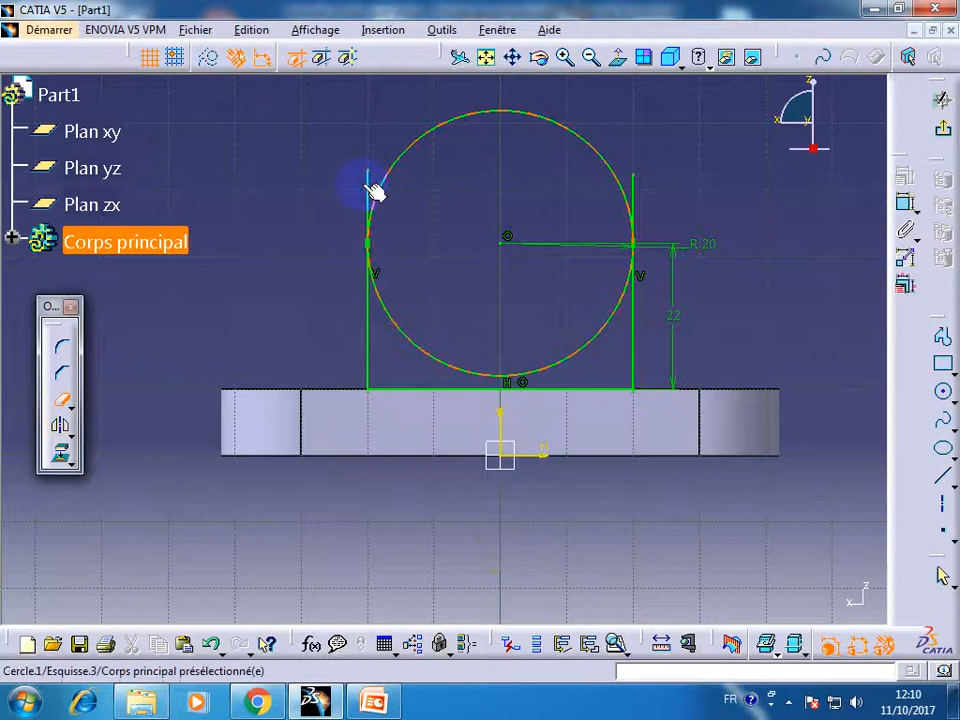 CATIA V5 - [Part1]
Démarrer ENOVIA V5 VPM Fichier Edition Affichage Insertion Outils Fenêtre Aide
Part1
Plan xy
Plan yz
Plan zx
Corps principal
O...
z
x
y
R 20
V
V
22
H
x
z
f(x)
CATIA
Cercle.1/Esquisse.3/Corps principal présélectionné(e)
FR
12:10
11/10/2017